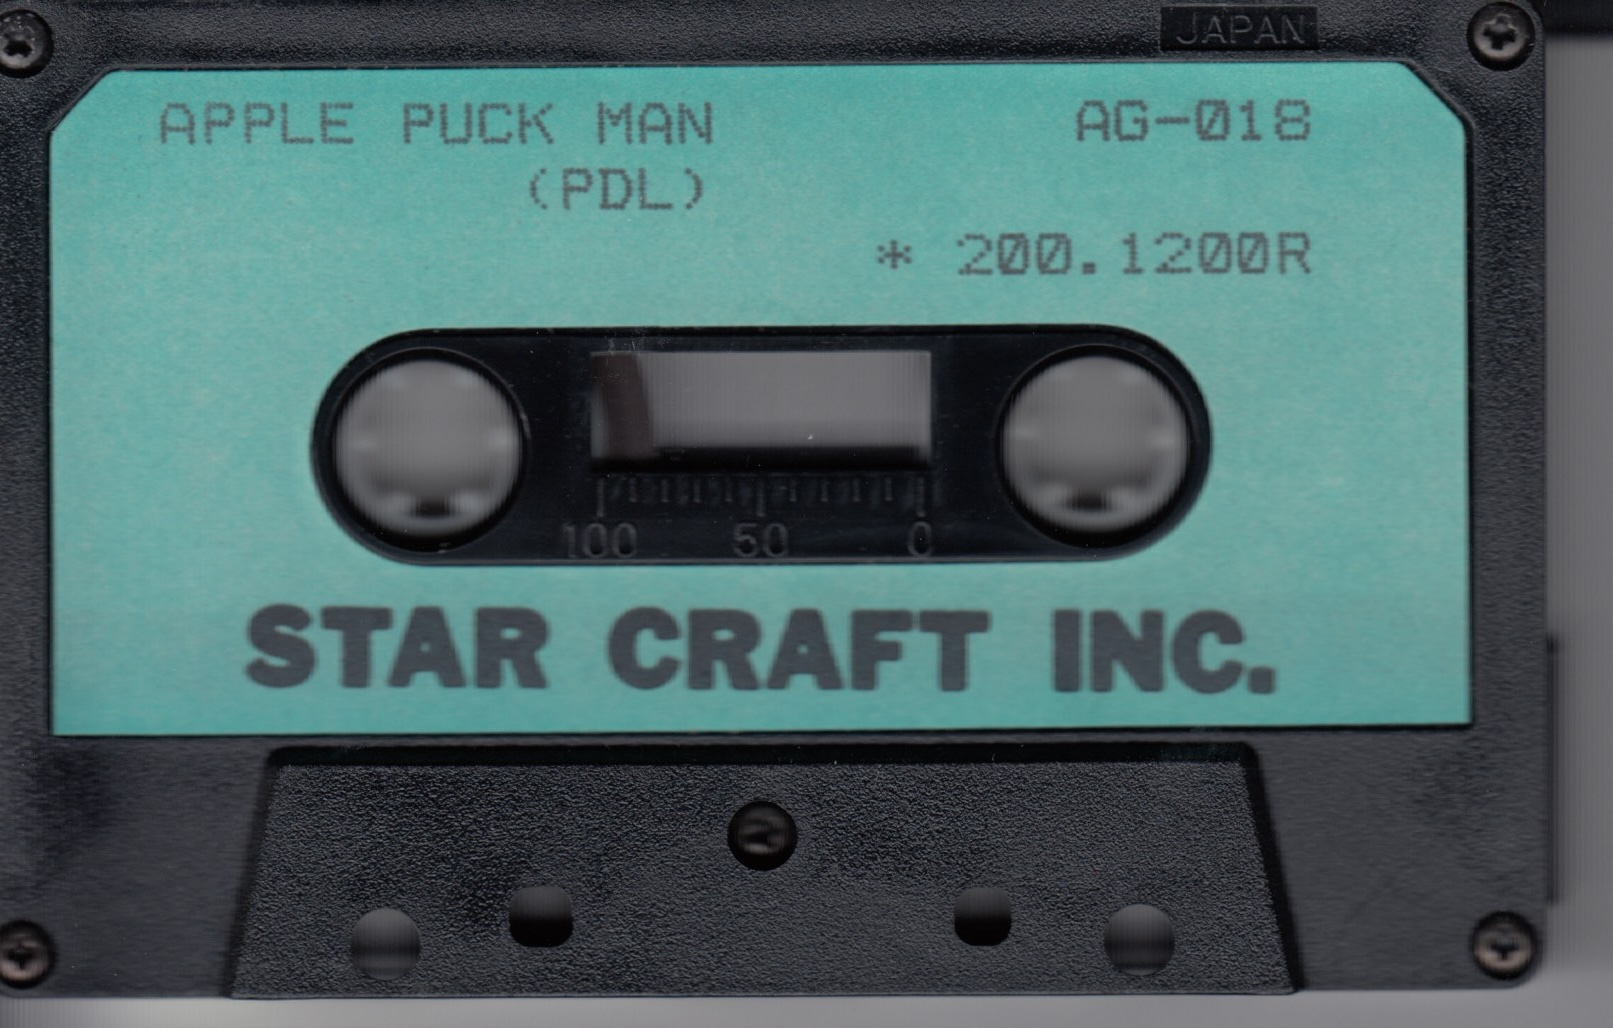 JAPAN
APPLE PUCK MAN AG-018
(PDL)
* 200.1200R
100 50 0
STAR CRAFT INC.